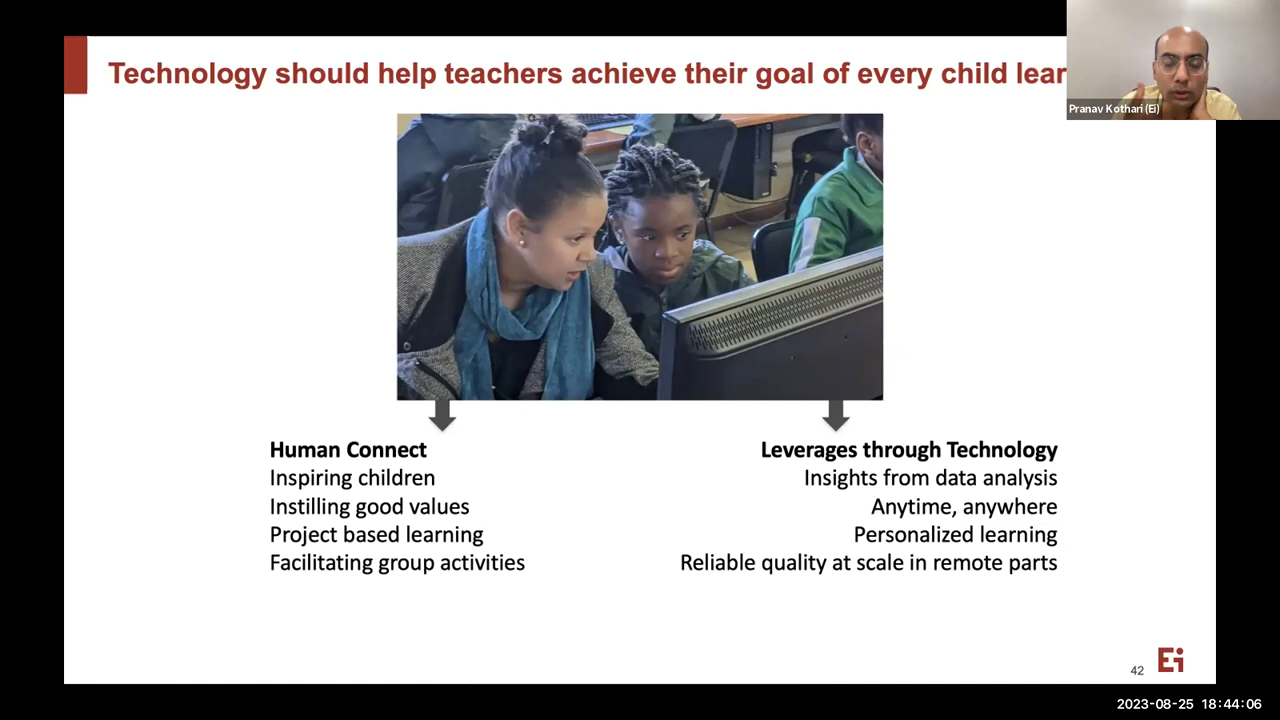 Technology should help teachers achieve their goal of every child lear
Pranav Kothari (Ei)
Human Connect
Inspiring children
Instilling good values
Project based learning
Facilitating group activities
Leverages through Technology
Insights from data analysis
Anytime, anywhere
Personalized learning
Reliable quality at scale in remote parts
42
Ei
2023-08-25 18:44:06